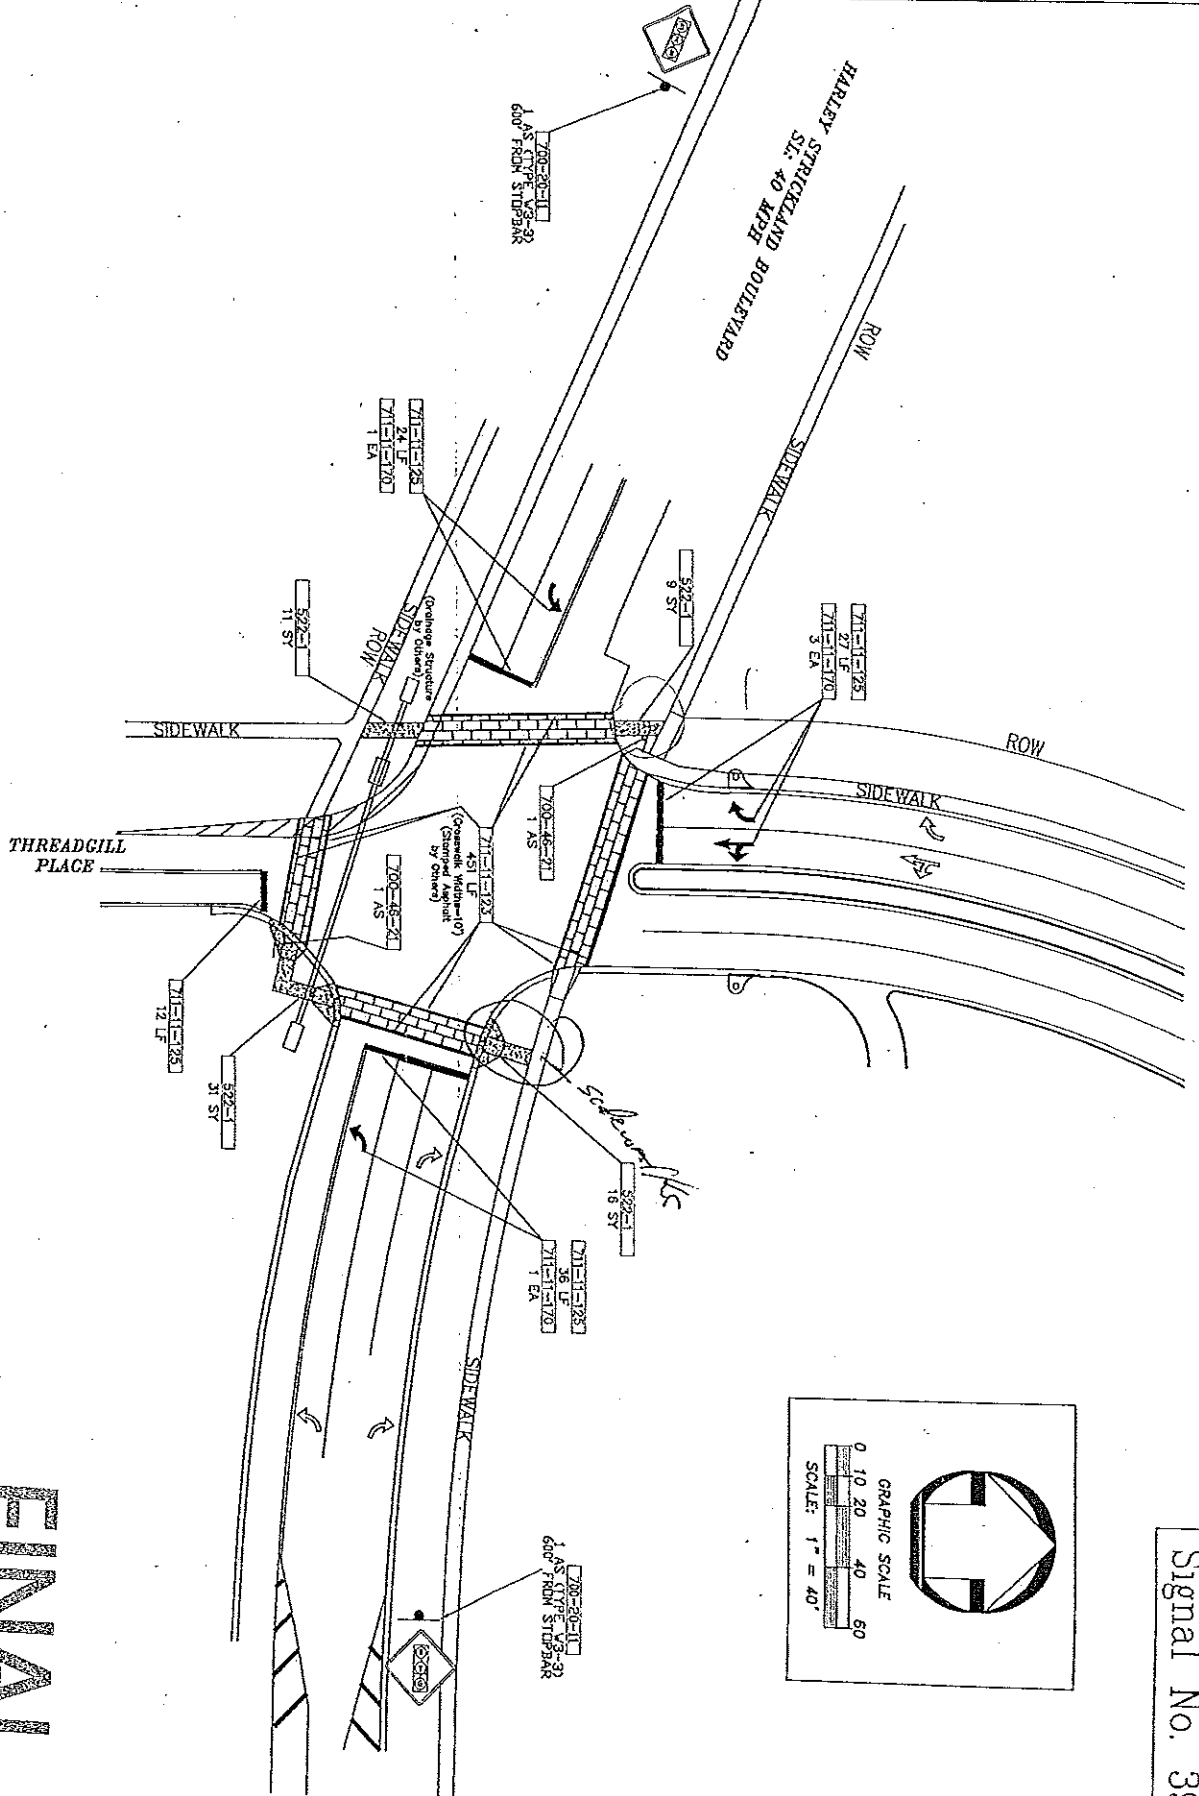 HARLEY STRICKLAND BOULEVARD
SL: 40 MPH
700-20-11
1 AS (TYPE W3-3)
600' FROM STOPBAR
ROW
SIDEWALK
711-11-125
24 LF
711-11-170
1 EA
522-1
9 SY
711-11-125
27 LF
711-11-170
3 EA
522-1
11 SY
(Drainage Structure
by Others)
SIDEWALK
ROW
SIDEWALK
ROW
SIDEWALK
700-46-21
1 AS
711-11-123
451 LF
(Crosswalk Widths=10')
(Stamped Asphalt
by Others)
700-46-21
1 AS
THREADGILL
PLACE
711-11-125
12 LF
522-1
31 SY
522-1
16 SY
711-11-125
36 LF
711-11-170
1 EA
SIDEWALK
700-20-11
1 AS (TYPE W3-3)
600' FROM STOPBAR
GRAPHIC SCALE
0 10 20 40 60
SCALE: 1" = 40'
Signal No. 39
FINAL